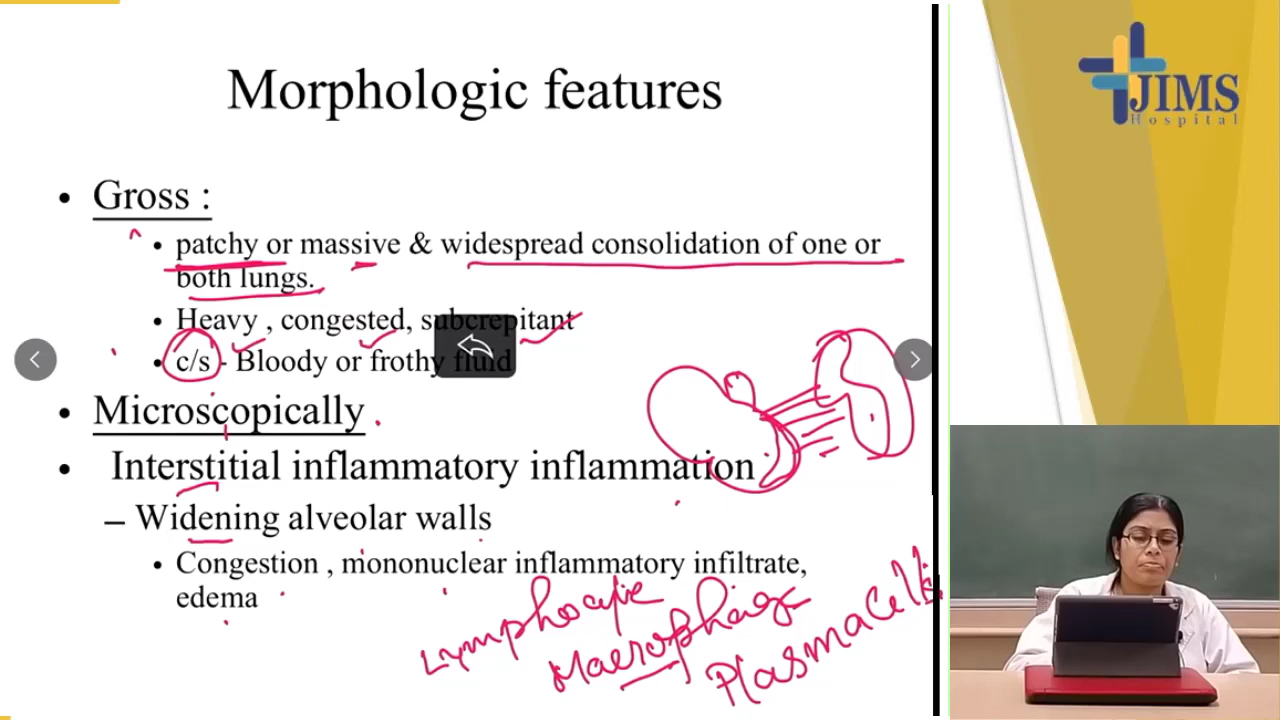 Morphologic features
JIMS
Hospital
• Gross :
• patchy or massive & widespread consolidation of one or
both lungs.
• Heavy , congested, subcrepitant
• c/s - Bloody or frothy fluid
• Microscopically
• Interstitial inflammatory inflammation
– Widening alveolar walls
• Congestion , mononuclear inflammatory infiltrate,
edema
Lymphocytic
Macrophage
Plasma Cells